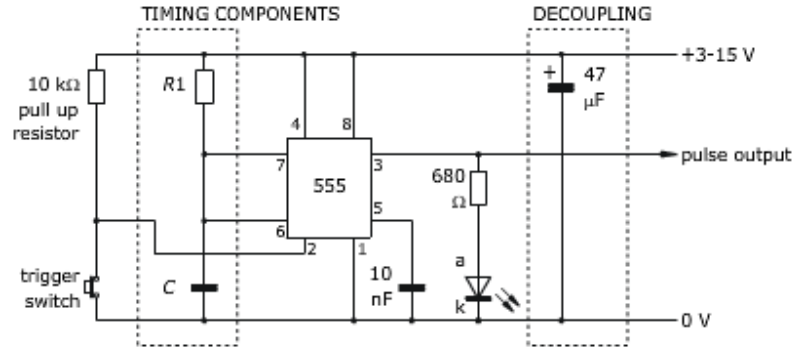 TIMING COMPONENTS
DECOUPLING
+3-15 V
10 kΩ
pull up
resistor
R1
+ 47
µF
4
8
7
3
555
680
Ω
pulse output
5
6
2
1
trigger
switch
C
10
nF
a
k
0 V